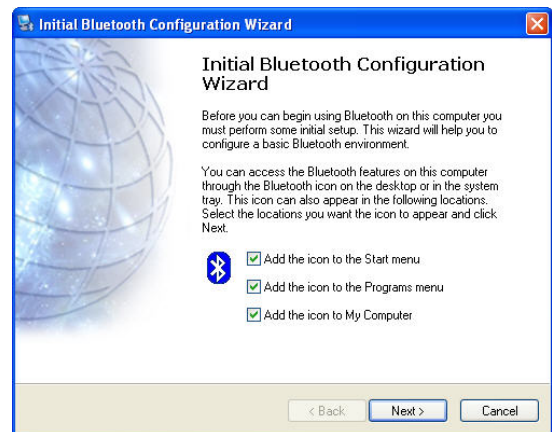 Initial Bluetooth Configuration Wizard
Initial Bluetooth Configuration
Wizard
Before you can begin using Bluetooth on this computer you
must perform some initial setup. This wizard will help you to
configure a basic Bluetooth environment.
You can access the Bluetooth features on this computer
through the Bluetooth icon on the desktop or in the system
tray. This icon can also appear in the following locations.
Select the locations you want the icon to appear and click
Next.
Add the icon to the Start menu
Add the icon to the Programs menu
Add the icon to My Computer
< Back Next > Cancel